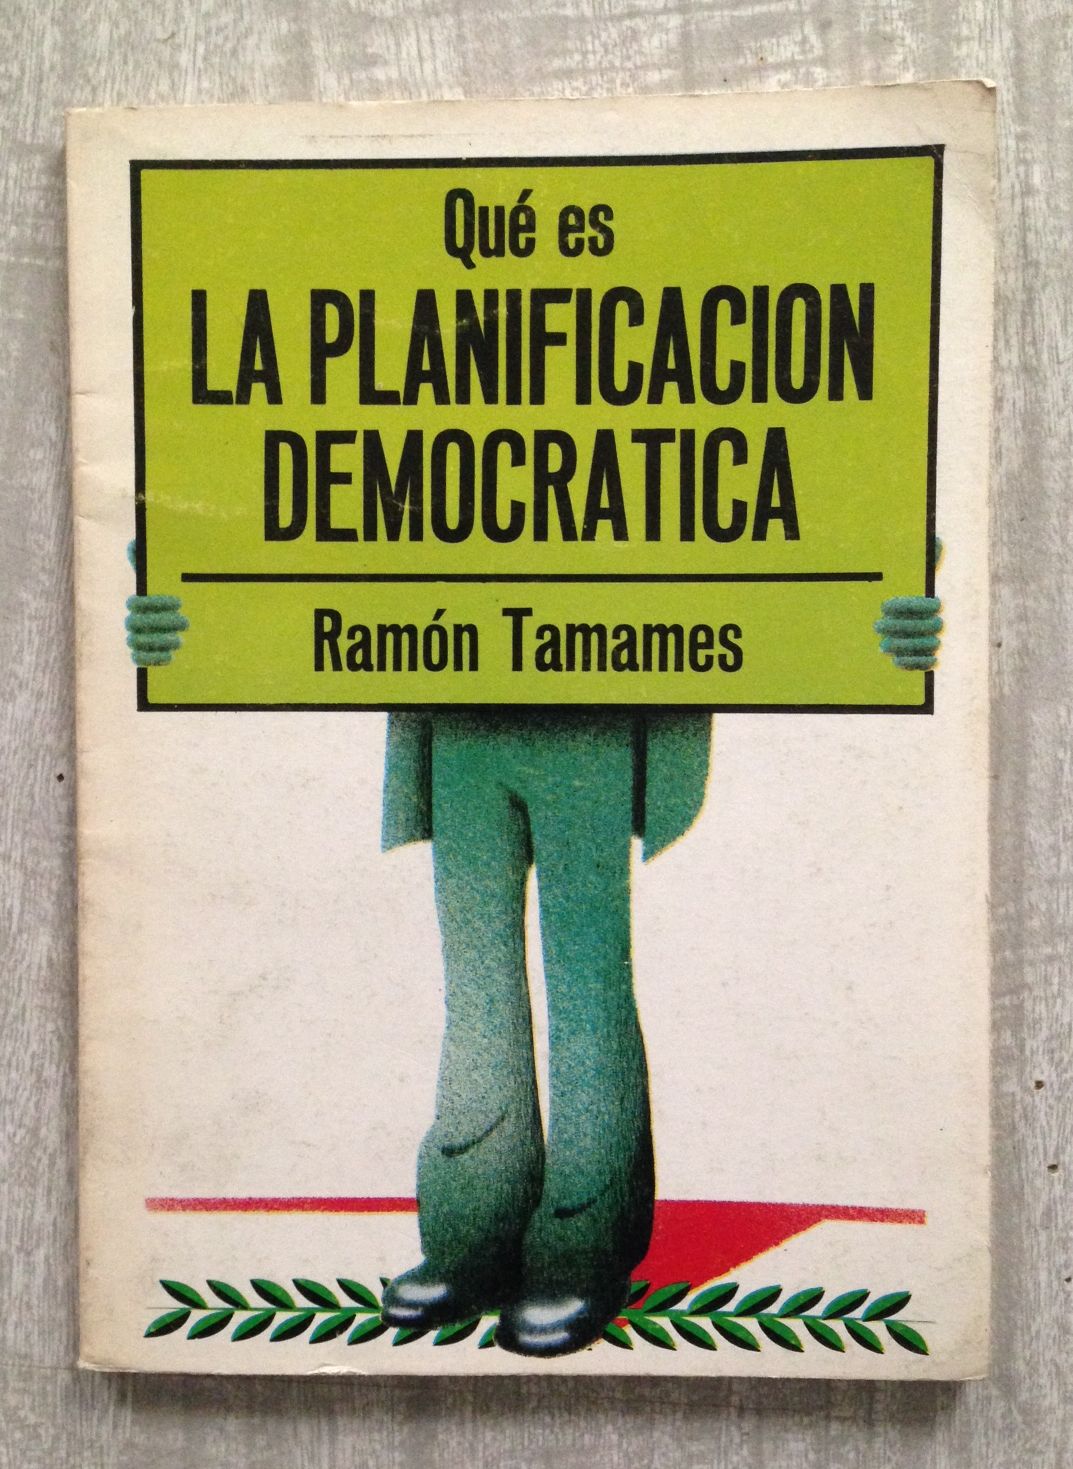 Qué es
LA PLANIFICACION
DEMOCRATICA
Ramón Tamames